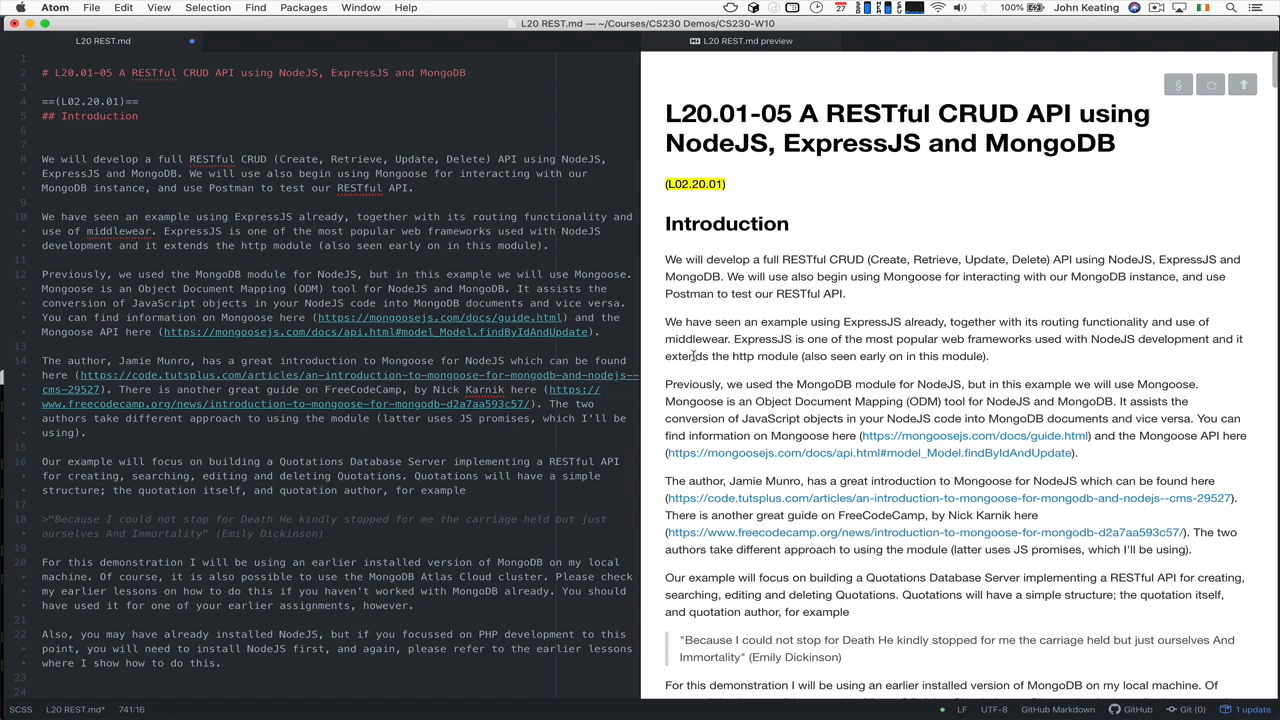 Atom File Edit View Selection Find Packages Window Help
27 100% John Keating
L20 REST.md — ~/Courses/CS230 Demos/CS230-W10
L20 REST.md
L20 REST.md preview
1
2 # L20.01-05 A RESTful CRUD API using NodeJS, ExpressJS and MongoDB
3
4 ==(L02.20.01)==
5 ## Introduction
6
7
8 We will develop a full RESTful CRUD (Create, Retrieve, Update, Delete) API using NodeJS,
ExpressJS and MongoDB. We will use also begin using Mongoose for interacting with our
MongoDB instance, and use Postman to test our RESTful API.
9
10 We have seen an example using ExpressJS already, together with its routing functionality and
use of middlewear. ExpressJS is one of the most popular web frameworks used with NodeJS
development and it extends the http module (also seen early on in this module).
11
12 Previously, we used the MongoDB module for NodeJS, but in this example we will use Mongoose.
Mongoose is an Object Document Mapping (ODM) tool for NodeJS and MongoDB. It assists the
conversion of JavaScript objects in your NodeJS code into MongoDB documents and vice versa.
You can find information on Mongoose here (https://mongoosejs.com/docs/guide.html) and the
Mongoose API here (https://mongoosejs.com/docs/api.html#model_Model.findByIdAndUpdate).
13
14 The author, Jamie Munro, has a great introduction to Mongoose for NodeJS which can be found
here (https://code.tutsplus.com/articles/an-introduction-to-mongoose-for-mongodb-and-nodejs--
cms-29527). There is another great guide on FreeCodeCamp, by Nick Karnik here (https://
www.freecodecamp.org/news/introduction-to-mongoose-for-mongodb-d2a7aa593c57/). The two
authors take different approach to using the module (latter uses JS promises, which I'll be
using).
15
16 Our example will focus on building a Quotations Database Server implementing a RESTful API
for creating, searching, editing and deleting Quotations. Quotations will have a simple
structure; the quotation itself, and quotation author, for example
17
18 >"Because I could not stop for Death He kindly stopped for me the carriage held but just
ourselves And Immortality" (Emily Dickinson)
19
20 For this demonstration I will be using an earlier installed version of MongoDB on my local
machine. Of course, it is also possible to use the MongoDB Atlas Cloud cluster. Please check
my earlier lessons on how to do this if you haven't worked with MongoDB already. You should
have used it for one of your earlier assignments, however.
21
22 Also, you may have already installed NodeJS, but if you focussed on PHP development to this
point, you will need to install NodeJS first, and again, please refer to the earlier lessons
where I show how to do this.
23
24
§
L20.01-05 A RESTful CRUD API using
NodeJS, ExpressJS and MongoDB
(L02.20.01)
Introduction
We will develop a full RESTful CRUD (Create, Retrieve, Update, Delete) API using NodeJS, ExpressJS and
MongoDB. We will use also begin using Mongoose for interacting with our MongoDB instance, and use
Postman to test our RESTful API.
We have seen an example using ExpressJS already, together with its routing functionality and use of
middlewear. ExpressJS is one of the most popular web frameworks used with NodeJS development and it
extends the http module (also seen early on in this module).
Previously, we used the MongoDB module for NodeJS, but in this example we will use Mongoose.
Mongoose is an Object Document Mapping (ODM) tool for NodeJS and MongoDB. It assists the
conversion of JavaScript objects in your NodeJS code into MongoDB documents and vice versa. You can
find information on Mongoose here (https://mongoosejs.com/docs/guide.html) and the Mongoose API here
(https://mongoosejs.com/docs/api.html#model_Model.findByIdAndUpdate).
The author, Jamie Munro, has a great introduction to Mongoose for NodeJS which can be found here
(https://code.tutsplus.com/articles/an-introduction-to-mongoose-for-mongodb-and-nodejs--cms-29527).
There is another great guide on FreeCodeCamp, by Nick Karnik here
(https://www.freecodecamp.org/news/introduction-to-mongoose-for-mongodb-d2a7aa593c57/). The two
authors take different approach to using the module (latter uses JS promises, which I'll be using).
Our example will focus on building a Quotations Database Server implementing a RESTful API for creating,
searching, editing and deleting Quotations. Quotations will have a simple structure; the quotation itself,
and quotation author, for example
"Because I could not stop for Death He kindly stopped for me the carriage held but just ourselves And
Immortality" (Emily Dickinson)
For this demonstration I will be using an earlier installed version of MongoDB on my local machine. Of
SCSS L20 REST.md* 741:16
LF UTF-8 GitHub Markdown GitHub Git (0) 1 update